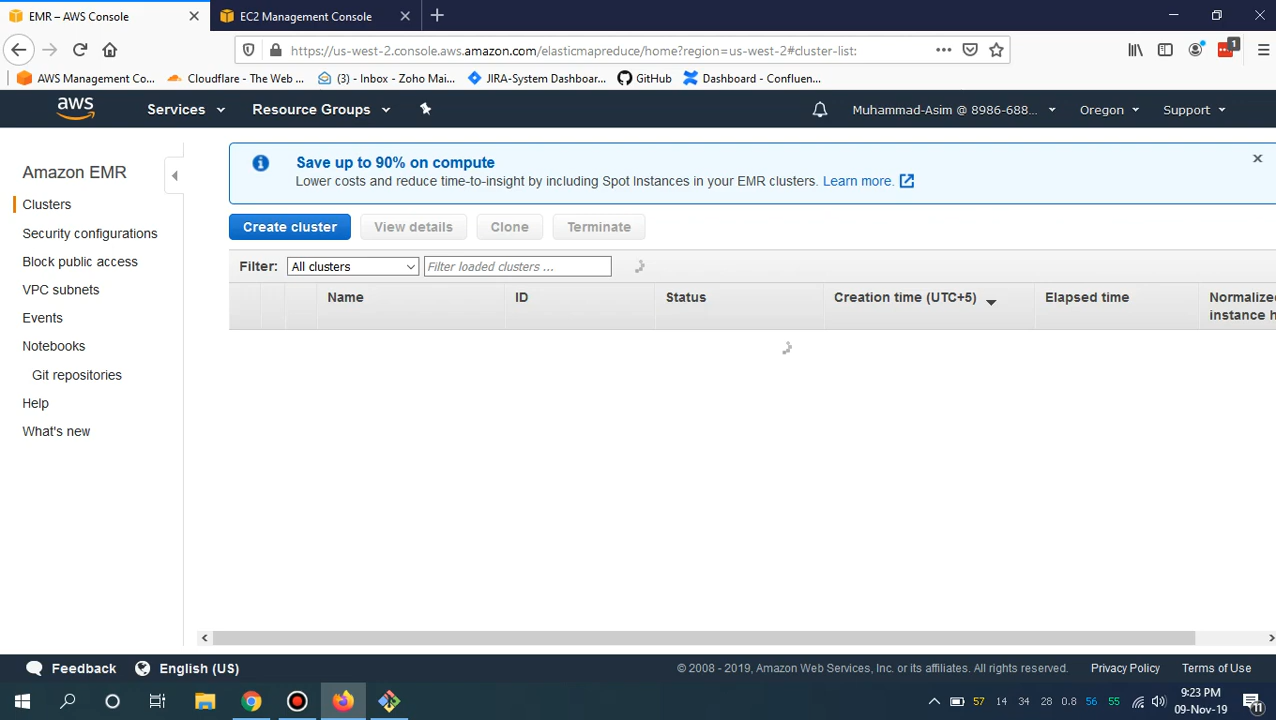 EMR – AWS Console
EC2 Management Console
https://us-west-2.console.aws.amazon.com/elasticmapreduce/home?region=us-west-2#cluster-list:
1
AWS Management Co...
Cloudflare - The Web ...
(3) - Inbox - Zoho Mai...
JIRA-System Dashboar...
GitHub
Dashboard - Confluen...
aws
Services
Resource Groups
Muhammad-Asim @ 8986-688...
Oregon
Support
Amazon EMR
Clusters
Security configurations
Block public access
VPC subnets
Events
Notebooks
Git repositories
Help
What's new
Save up to 90% on compute
Lower costs and reduce time-to-insight by including Spot Instances in your EMR clusters. Learn more.
Create cluster
View details
Clone
Terminate
Filter:
All clusters
Filter loaded clusters ...
Name
ID
Status
Creation time (UTC+5)
Elapsed time
Normalized
instance h
Feedback
English (US)
© 2008 - 2019, Amazon Web Services, Inc. or its affiliates. All rights reserved.
Privacy Policy
Terms of Use
57
14
34
28
0.8
56
55
9:23 PM
09-Nov-19
11